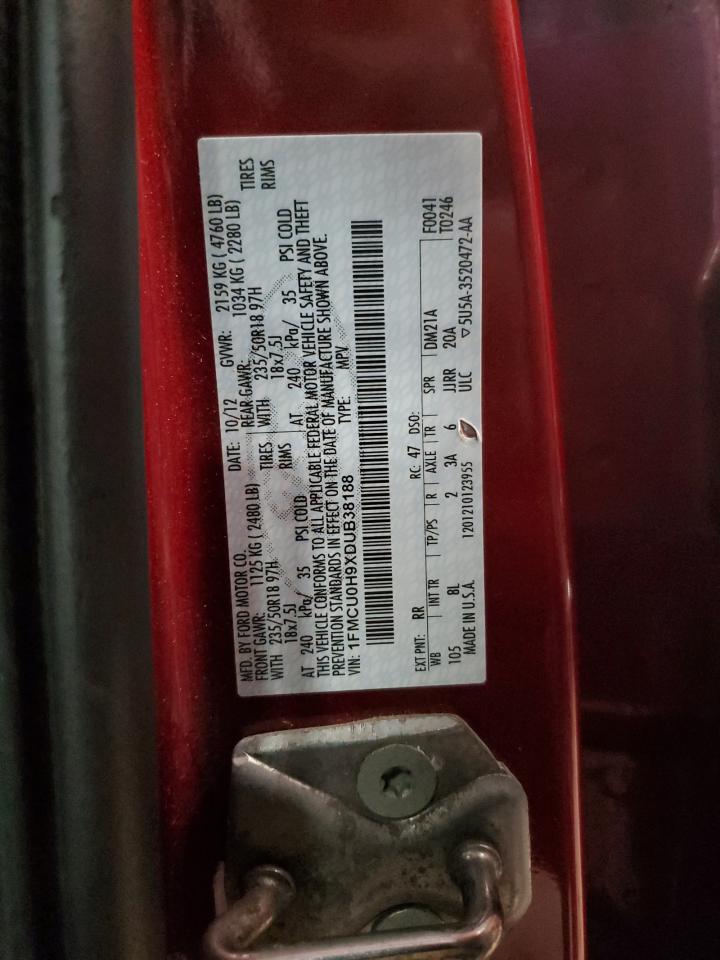 MFD. BY FORD MOTOR CO.
DATE: 10/12 GVWR: 2159 KG ( 4760 LB)
FRONT GAWR: 1125 KG ( 2480 LB) REAR GAWR: 1034 KG ( 2280 LB)
WITH 235/50R18 97H TIRES WITH 235/50R18 97H TIRES
18x7.5J RIMS 18x7.5J RIMS
AT 240 kPa/ 35 PSI COLD AT 240 kPa/ 35 PSI COLD
THIS VEHICLE CONFORMS TO ALL APPLICABLE FEDERAL MOTOR VEHICLE SAFETY AND THEFT
PREVENTION STANDARDS IN EFFECT ON THE DATE OF MANUFACTURE SHOWN ABOVE.
VIN: 1FMCU0H9XDUB38188 TYPE: MPV
F0041
T0246
EXT PNT: RR RC: 47 DSO:
WB INT TR TP/PS R AXLE TR SPR DM21A
105 8L 2 3A 6 JJRR 20A
MADE IN U.S.A. 1201210123955 ULC ▽5U5A-3520472-AA